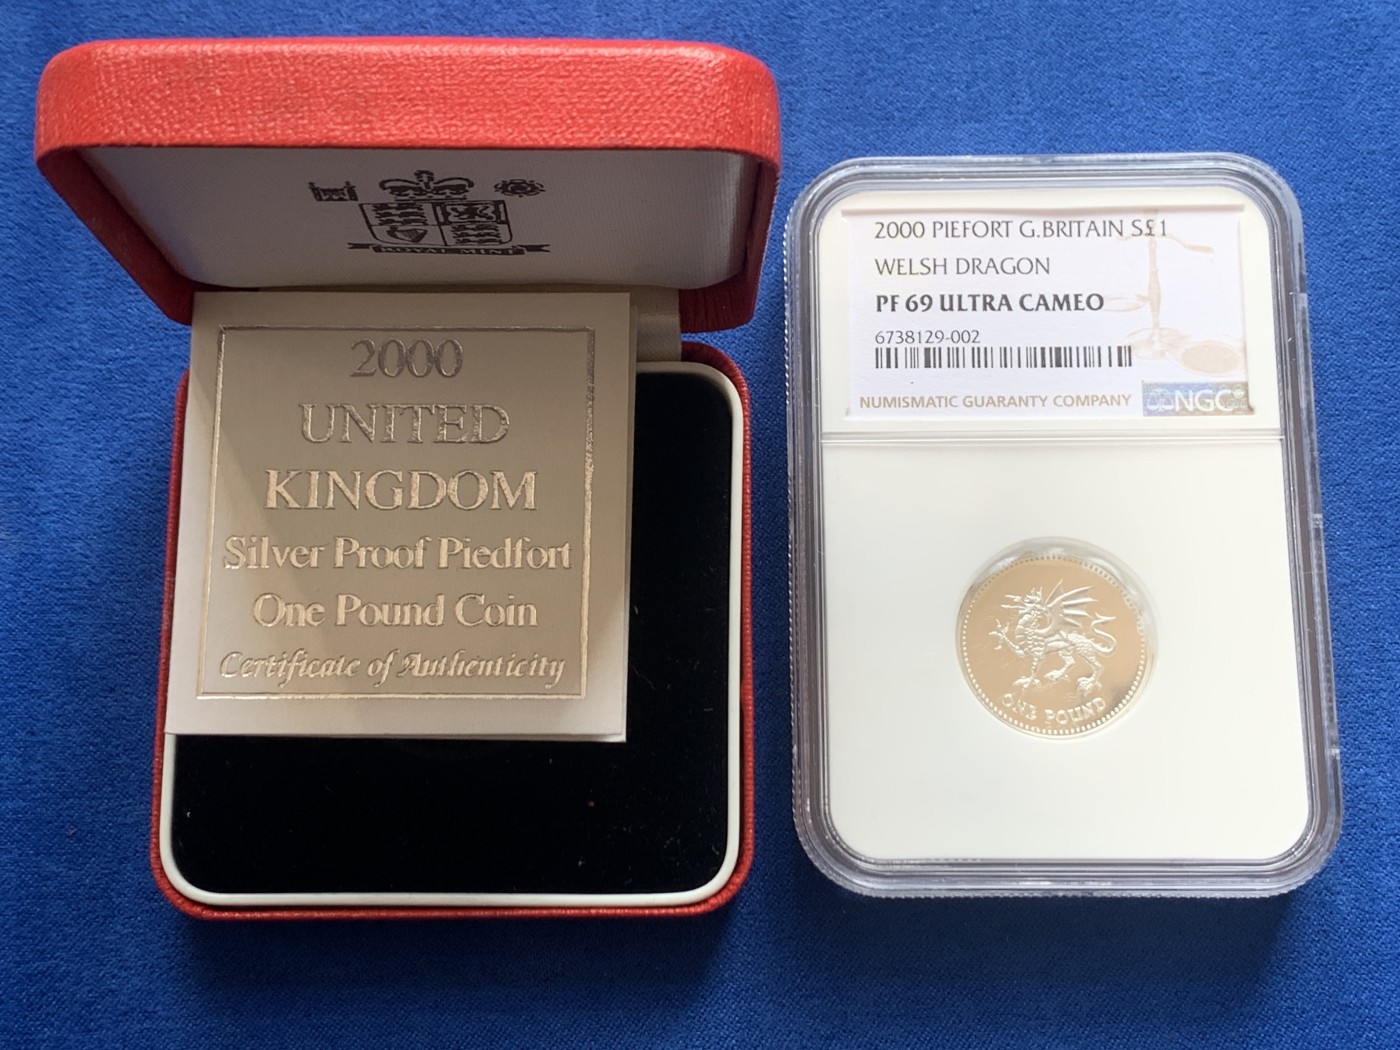 ROYAL MINT
2000
UNITED
KINGDOM
Silver Proof Piedfort
One Pound Coin
Certificate of Authenticity
2000 PIEFORT G.BRITAIN S£1
WELSH DRAGON
PF 69 ULTRA CAMEO
6738129-002
NUMISMATIC GUARANTY COMPANY
NGC
ONE POUND